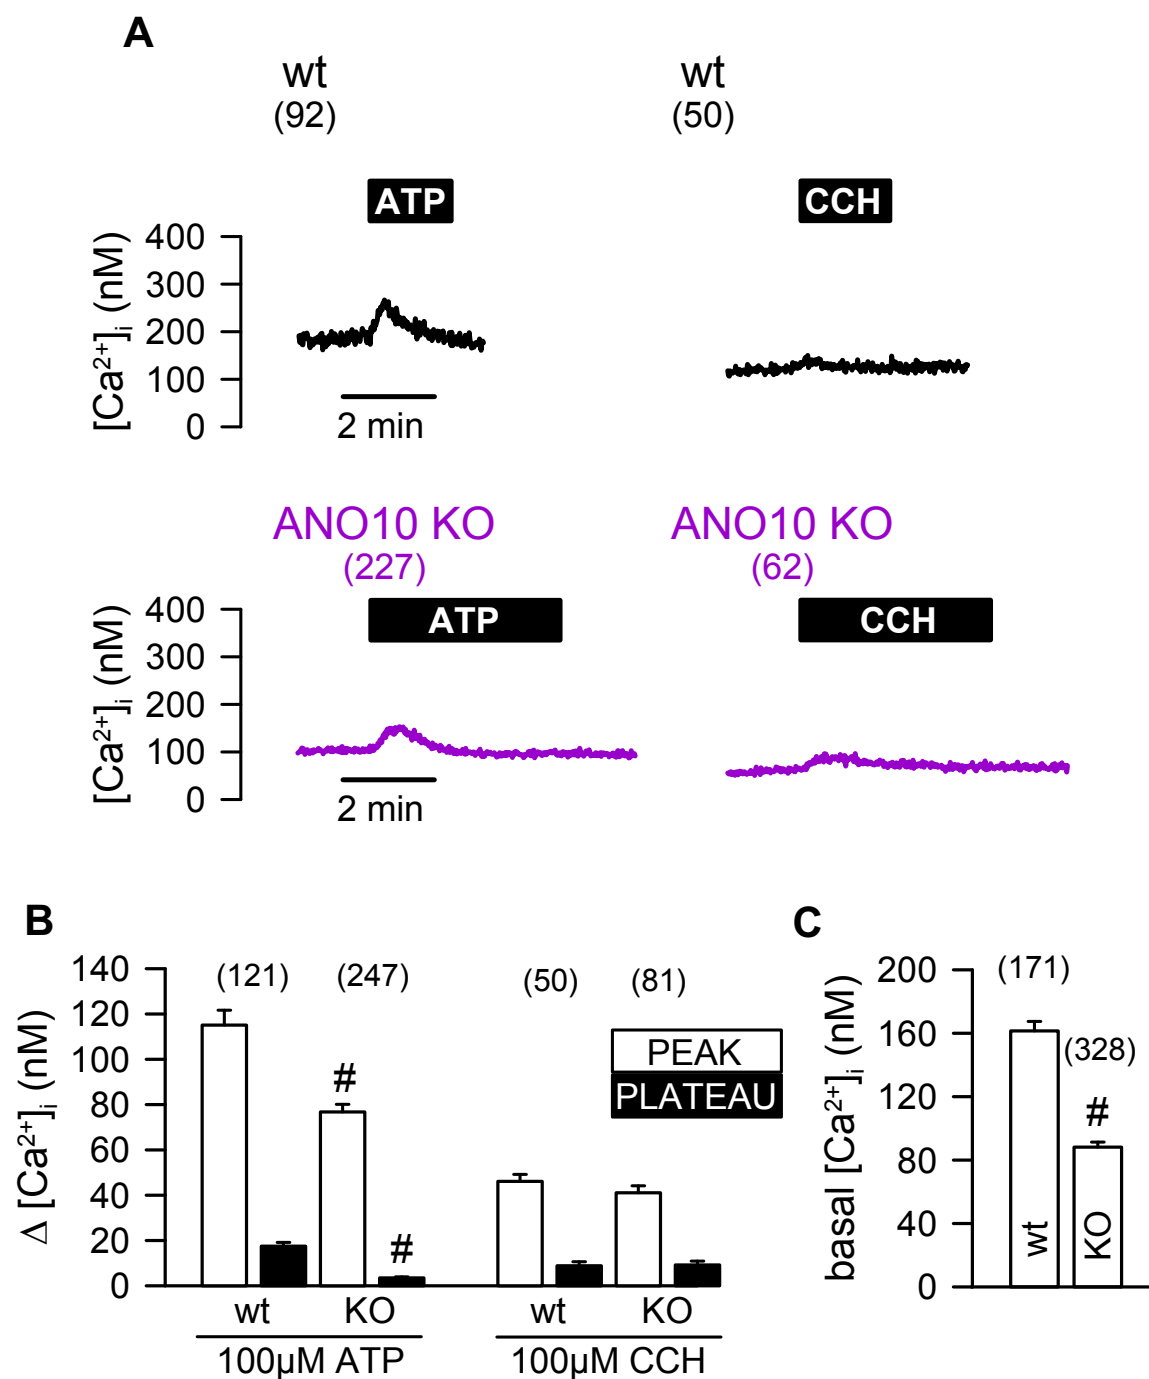 A
wt
(92)
wt
(50)
ATP
CCH
[Ca²⁺]ᵢ (nM)
400
300
200
100
0
2 min
ANO10 KO
(227)
ANO10 KO
(62)
ATP
CCH
[Ca²⁺]ᵢ (nM)
400
300
200
100
0
2 min
B
Δ [Ca²⁺]ᵢ (nM)
140
120
100
80
60
40
20
0
(121)
(247)
(50)
(81)
#
#
PEAK
PLATEAU
wt
KO
wt
KO
100µM ATP
100µM CCH
C
basal [Ca²⁺]ᵢ (nM)
200
160
120
80
40
0
(171)
(328)
#
wt
KO